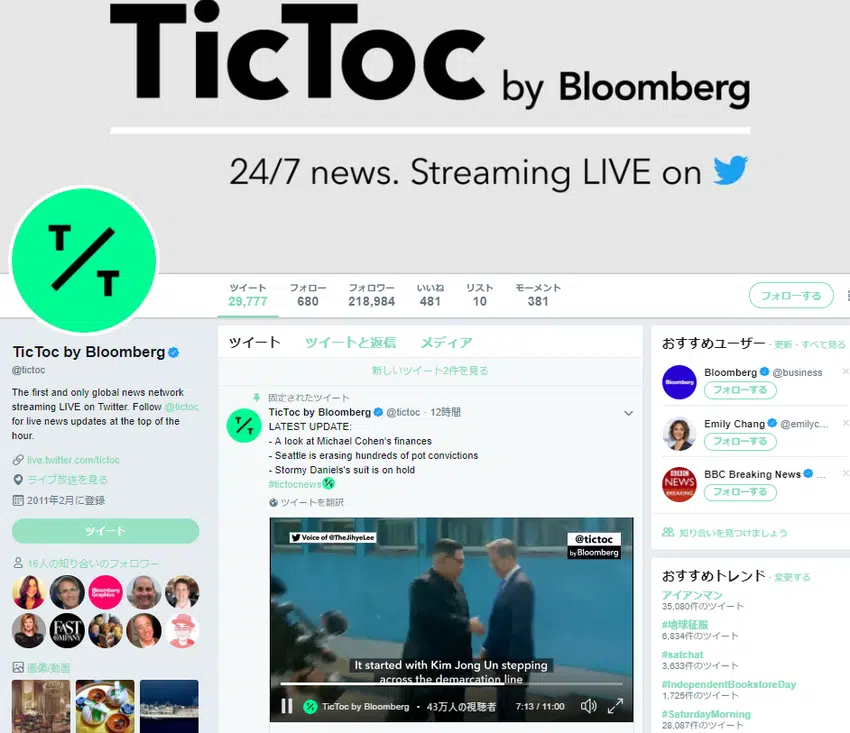 TicToc by Bloomberg
24/7 news. Streaming LIVE on
T/T
ツイート フォロー フォロワー いいね リスト モーメント
29,777 680 218,984 481 10 381
フォローする
TicToc by Bloomberg
@tictoc
The first and only global news network
streaming LIVE on Twitter. Follow @tictoc
for live news updates at the top of the
hour.
live.twitter.com/tictoc
ライブ放送を見る
2011年2月に登録
ツイート
16人の知り合いのフォロワー
Bloomberg
Graphics
FAST
COMPANY
画像/動画
ツイート ツイートと返信 メディア
新しいツイート2件を見る
固定されたツイート
T/T
TicToc by Bloomberg @tictoc · 12時間
LATEST UPDATE:
- A look at Michael Cohen's finances
- Seattle is erasing hundreds of pot convictions
- Stormy Daniels's suit is on hold
#tictocnews
ツイートを翻訳
Voice of @TheJihyeLee
@tictoc
by Bloomberg
It started with Kim Jong Un stepping
across the demarcation line
TicToc by Bloomberg • 43万人の視聴者 7:13 / 11:00
おすすめユーザー · 更新 · すべて見る
Bloomberg
Bloomberg @business
フォローする
Emily Chang @emilyc...
フォローする
BBC
NEWS
BREAKING
BBC Breaking News ...
フォローする
知り合いを見つけましょう
おすすめトレンド · 変更する
アイアンマン
35,080件のツイート
#地球征服
6,834件のツイート
#satchat
3,633件のツイート
#IndependentBookstoreDay
1,725件のツイート
#SaturdayMorning
28,087件のツイート